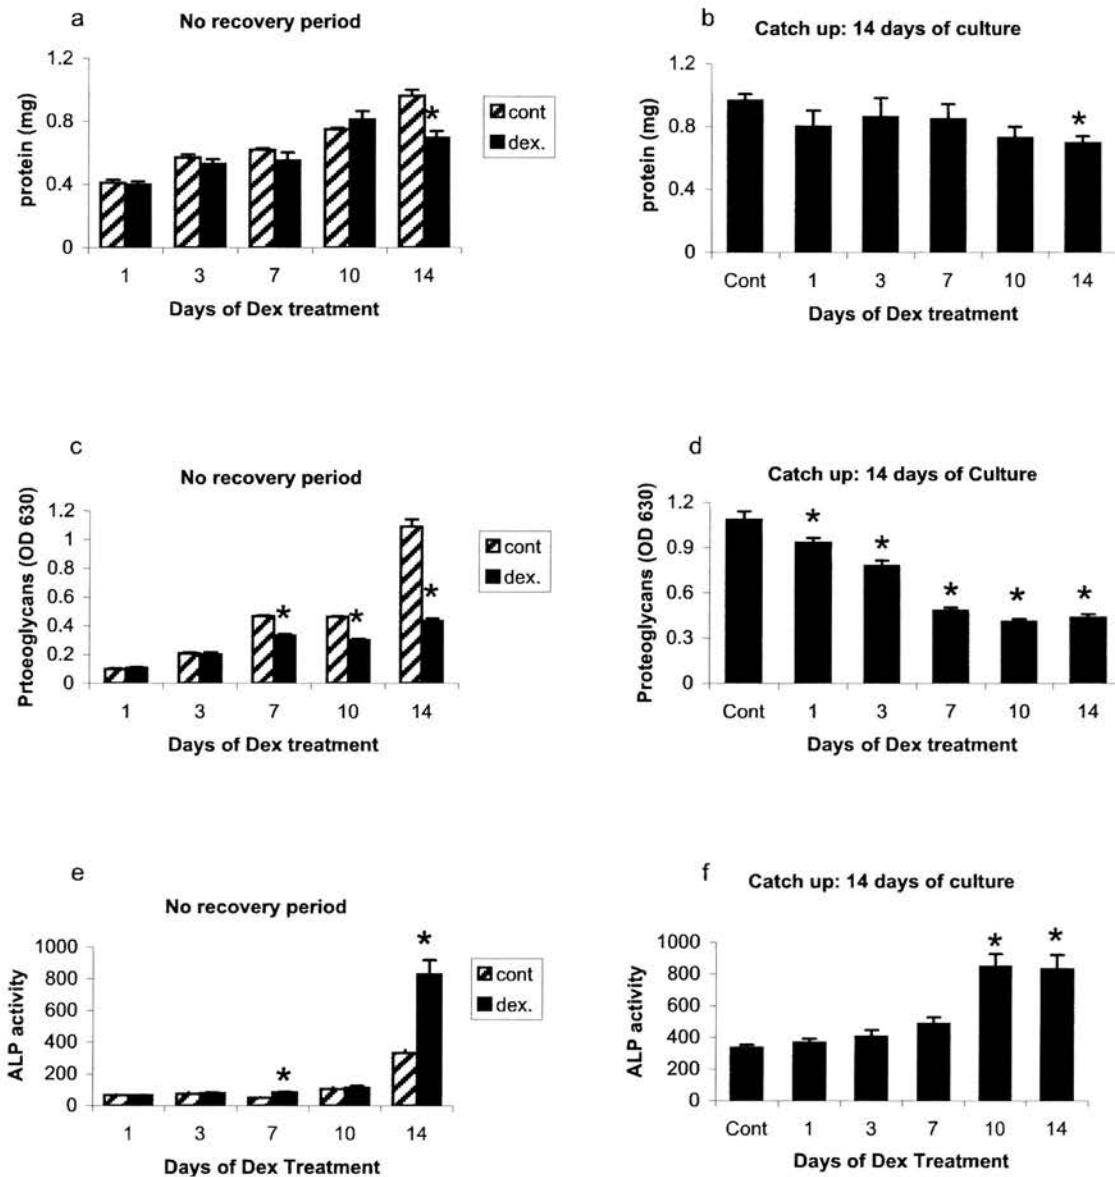 a
No recovery period
1.2
0.8
0.4
0
protein (mg)
*
cont
dex.
1 3 7 10 14
Days of Dex treatment
b
Catch up: 14 days of culture
1.2
0.8
0.4
0
protein (mg)
*
Cont 1 3 7 10 14
Days of Dex treatment
c
No recovery period
1.2
1
0.8
0.6
0.4
0.2
0
Prtoeoglycans (OD 630)
* * *
cont
dex.
1 3 7 10 14
Days of Dex treatment
d
Catch up: 14 days of Culture
1.2
0.9
0.6
0.3
0
Proteoglycans (OD 630)
* * * * *
Cont 1 3 7 10 14
Days of Dex treatment
e
No recovery period
1000
800
600
400
200
0
ALP activity
* *
cont
dex.
1 3 7 10 14
Days of Dex Treatment
f
Catch up: 14 days of culture
1000
800
600
400
200
0
ALP activity
* *
Cont 1 3 7 10 14
Days of Dex Treatment